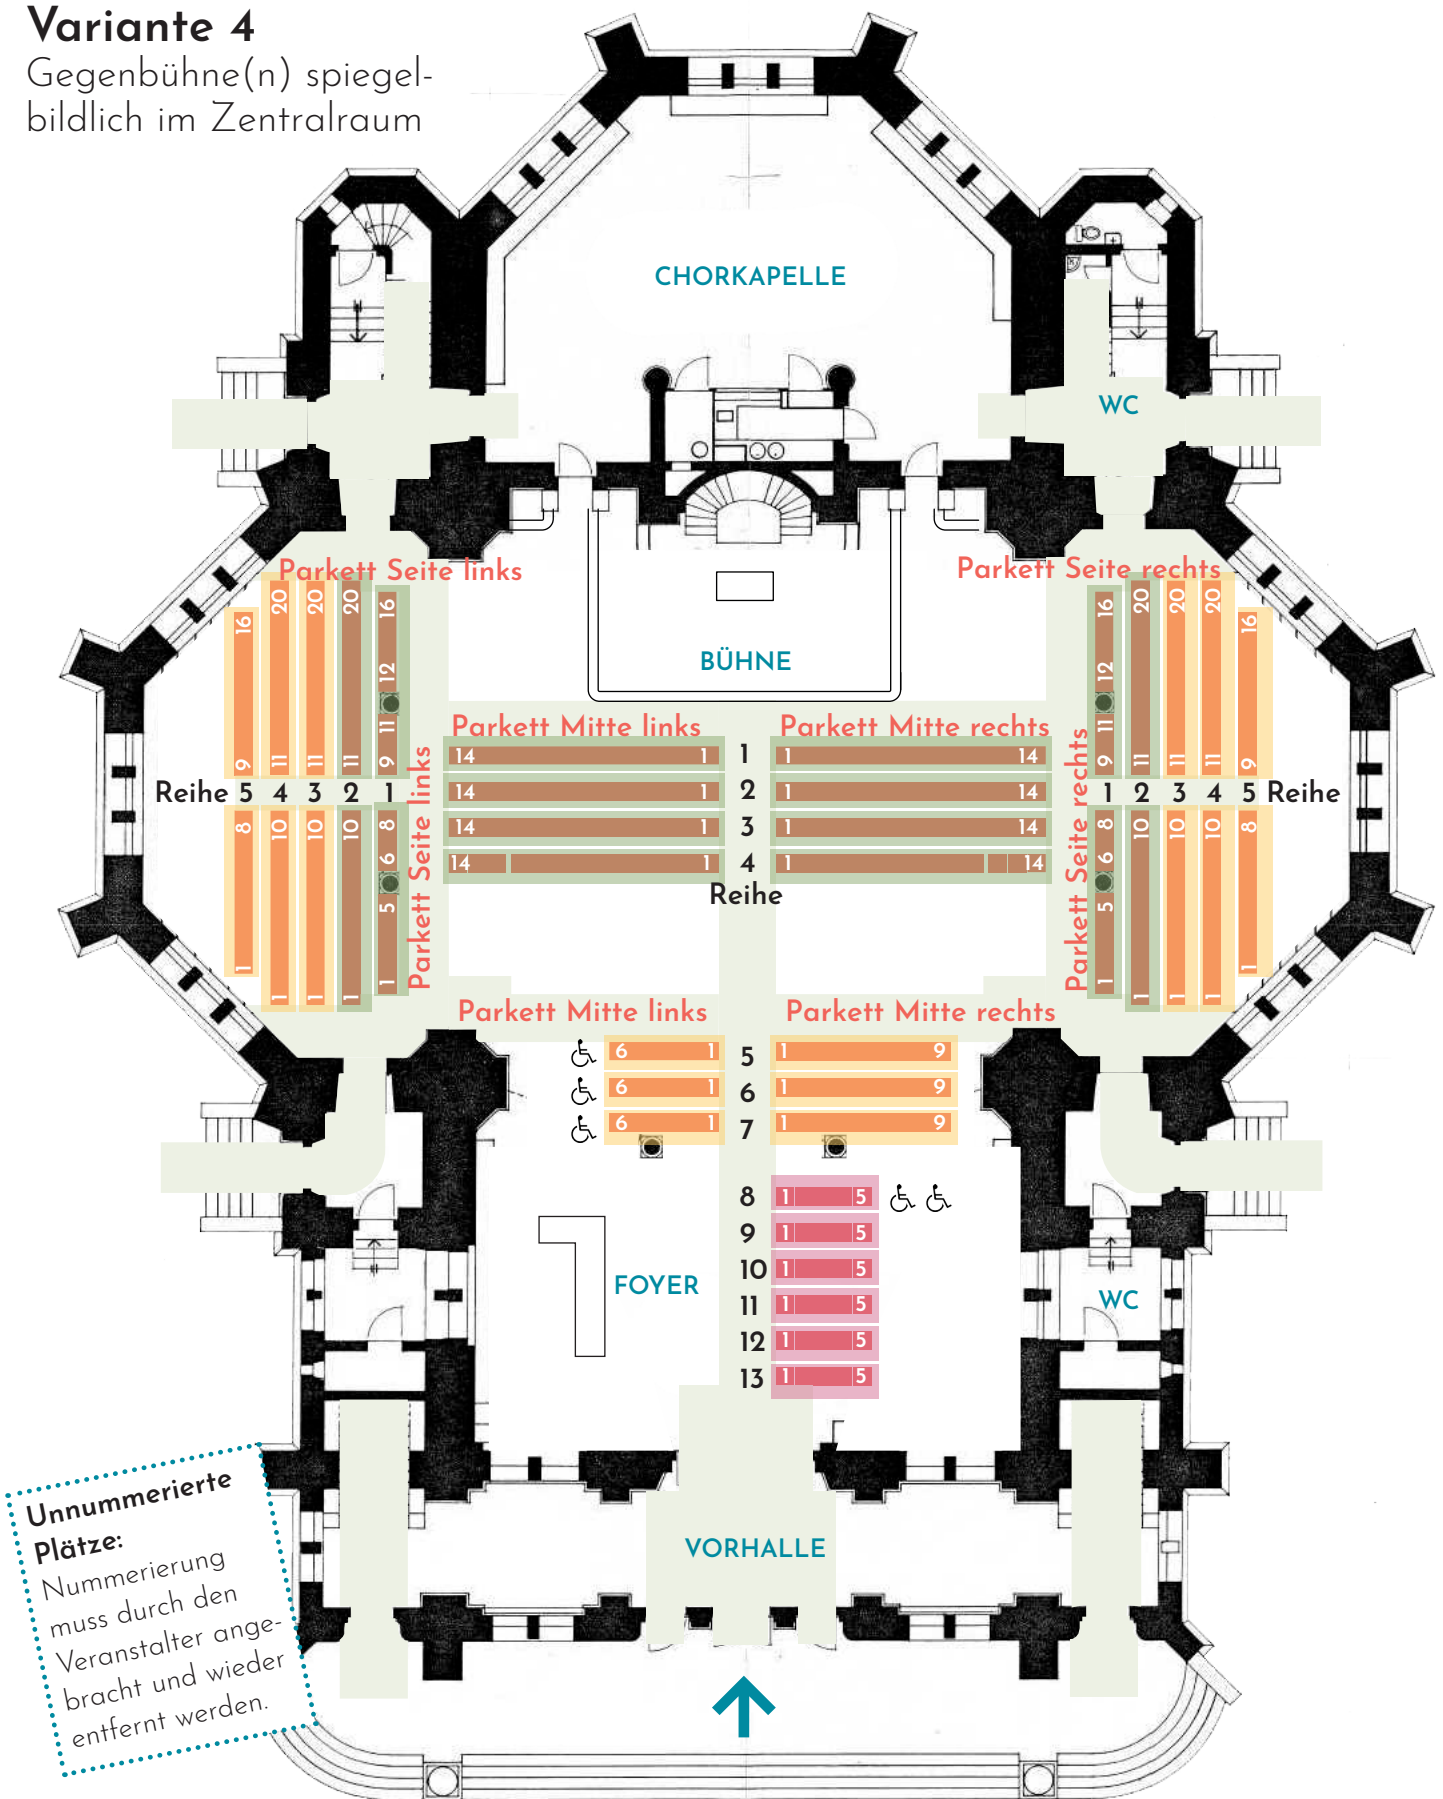 Variante 4
Gegenbühne(n) spiegel-
bildlich im Zentralraum
CHORKAPELLE
WC
Parkett Seite links
Parkett Seite rechts
BÜHNE
16 20 20 20 16
12
9 11 11 11 11 9
Reihe 5 4 3 2 1
8 10 10 10 8
6
5
1 1 1 1 1
Parkett Seite links
Parkett Mitte links
Parkett Mitte rechts
14 1 1 1 14
14 1 2 1 14
14 1 3 1 14
14 1 4 1 14
Reihe
16 20 20 20 16
12
9 11 11 11 11 9
1 2 3 4 5 Reihe
8 10 10 10 8
6
5
1 1 1 1 1
Parkett Seite rechts
Parkett Mitte links
Parkett Mitte rechts
6 1 5 1 9
6 1 6 1 9
6 1 7 1 9
8 1 5
9 1 5
10 1 5
11 1 5
12 1 5
13 1 5
FOYER
WC
VORHALLE
Unnummerierte
Plätze:
Nummerierung
muss durch den
Veranstalter ange-
bracht und wieder
entfernt werden.